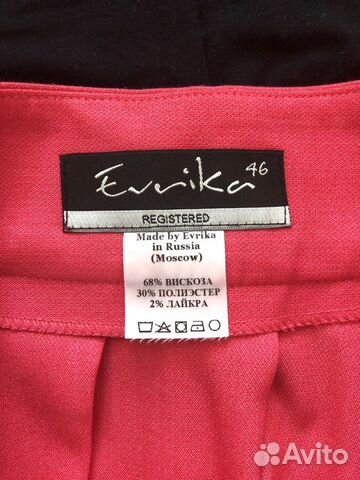 Evrika 46
REGISTERED
Made by Evrika
in Russia
(Moscow)
68% ВИСКОЗА
30% ПОЛИЭСТЕР
2% ЛАЙКРА
Avito